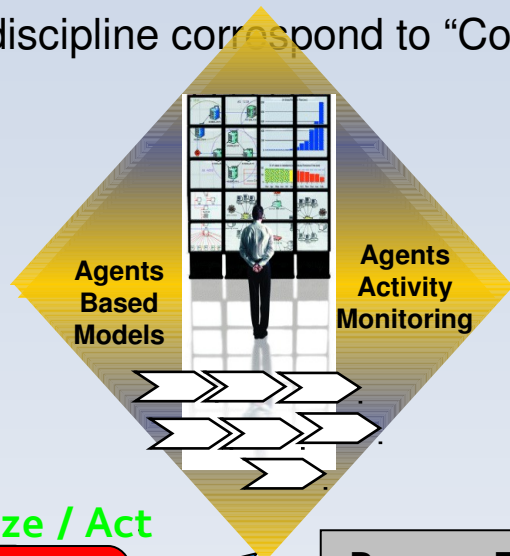 discipline correspond to “Co
Agents
Based
Models
Agents
Activity
Monitoring
ze / Act